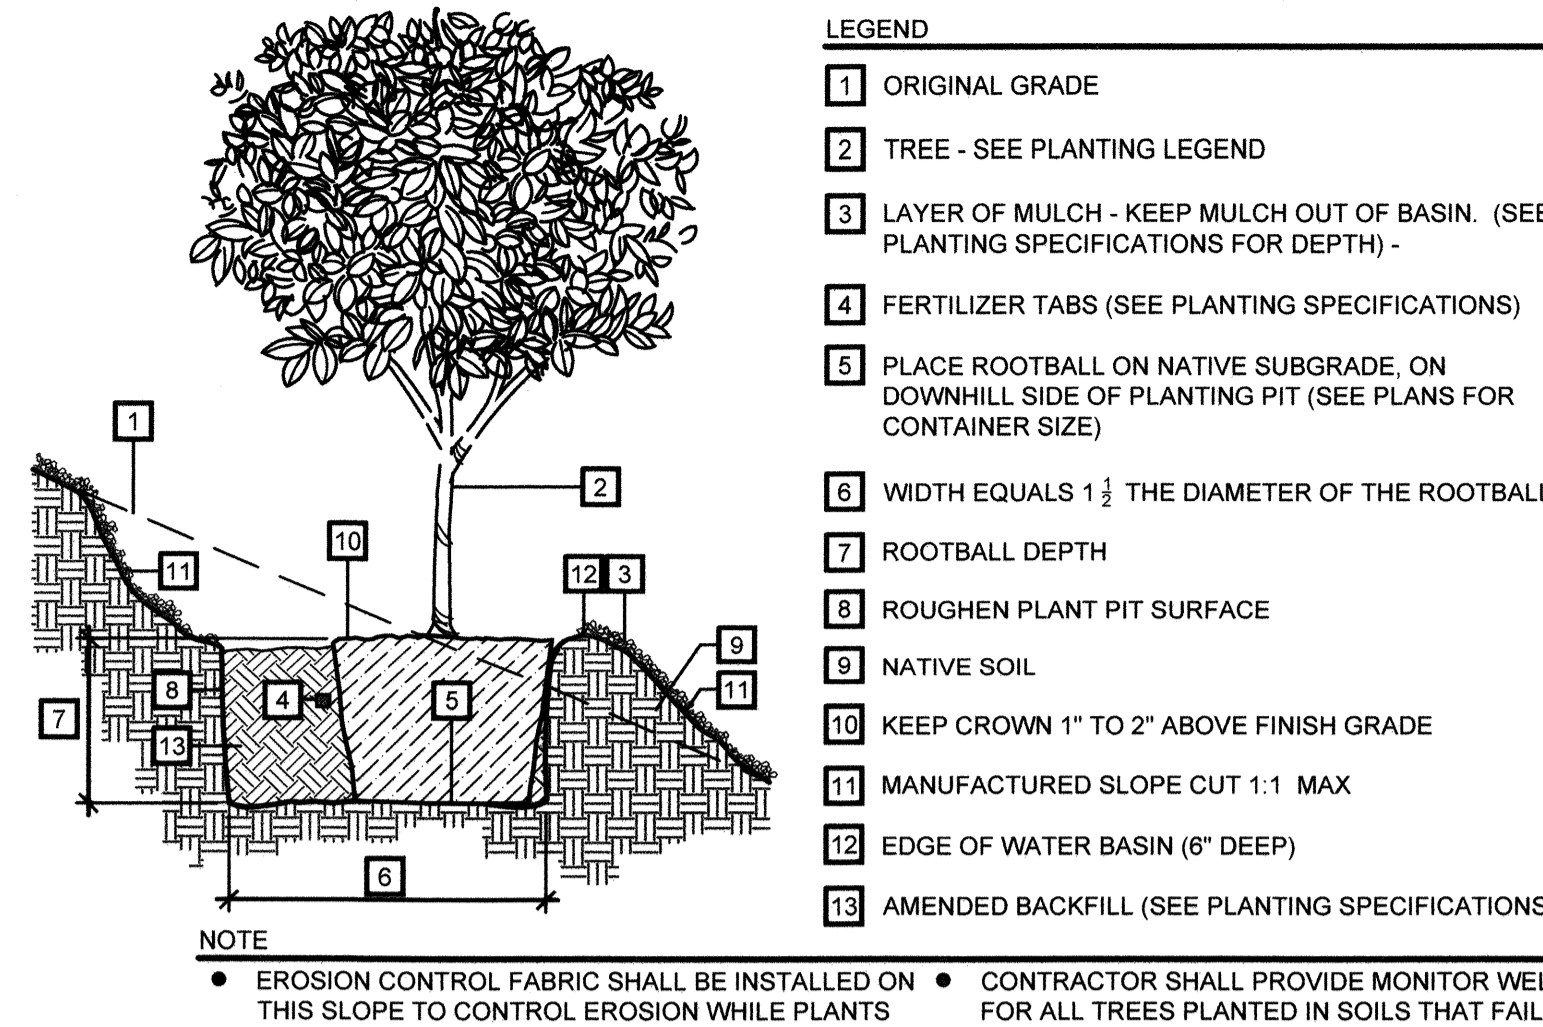 LEGEND
1 ORIGINAL GRADE
2 TREE - SEE PLANTING LEGEND
3 LAYER OF MULCH - KEEP MULCH OUT OF BASIN. (SEE
PLANTING SPECIFICATIONS FOR DEPTH) -
4 FERTILIZER TABS (SEE PLANTING SPECIFICATIONS)
5 PLACE ROOTBALL ON NATIVE SUBGRADE, ON
DOWNHILL SIDE OF PLANTING PIT (SEE PLANS FOR
CONTAINER SIZE)
6 WIDTH EQUALS 1 1/2 THE DIAMETER OF THE ROOTBALL
7 ROOTBALL DEPTH
8 ROUGHEN PLANT PIT SURFACE
9 NATIVE SOIL
10 KEEP CROWN 1" TO 2" ABOVE FINISH GRADE
11 MANUFACTURED SLOPE CUT 1:1 MAX
12 EDGE OF WATER BASIN (6" DEEP)
13 AMENDED BACKFILL (SEE PLANTING SPECIFICATIONS
1
2
10
11
12 3
9
8
4
5
11
7
13
6
NOTE
● EROSION CONTROL FABRIC SHALL BE INSTALLED ON
THIS SLOPE TO CONTROL EROSION WHILE PLANTS
● CONTRACTOR SHALL PROVIDE MONITOR WEL
FOR ALL TREES PLANTED IN SOILS THAT FAIL